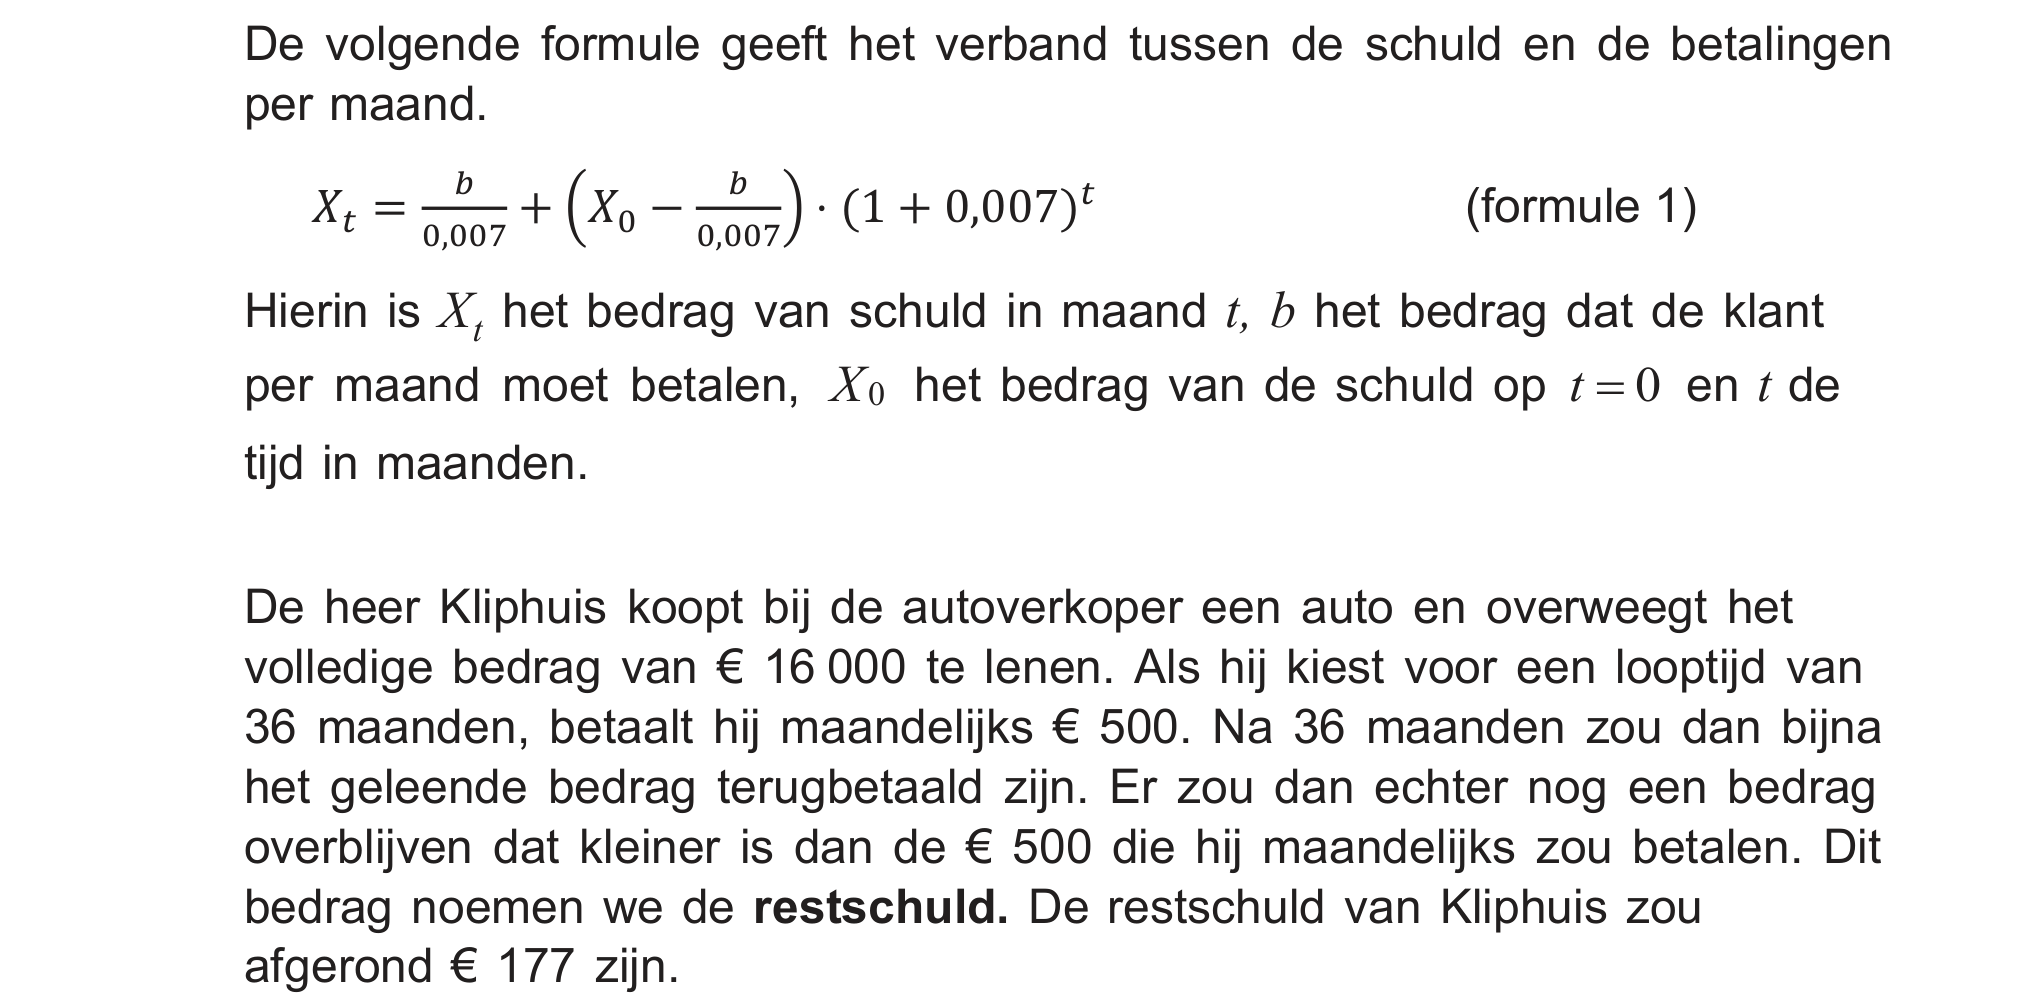 De volgende formule geeft het verband tussen de schuld en de betalingen
per maand.
X_t = b/0,007 + (X_0 − b/0,007) · (1 + 0,007)^t (formule 1)
Hierin is X_t het bedrag van schuld in maand t, b het bedrag dat de klant
per maand moet betalen, X_0 het bedrag van de schuld op t = 0 en t de
tijd in maanden.
De heer Kliphuis koopt bij de autoverkoper een auto en overweegt het
volledige bedrag van € 16 000 te lenen. Als hij kiest voor een looptijd van
36 maanden, betaalt hij maandelijks € 500. Na 36 maanden zou dan bijna
het geleende bedrag terugbetaald zijn. Er zou dan echter nog een bedrag
overblijven dat kleiner is dan de € 500 die hij maandelijks zou betalen. Dit
bedrag noemen we de restschuld. De restschuld van Kliphuis zou
afgerond € 177 zijn.